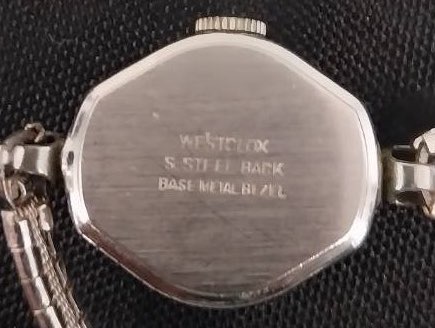 WESTCLOX
S. STEEL BACK
BASE METAL BEZEL